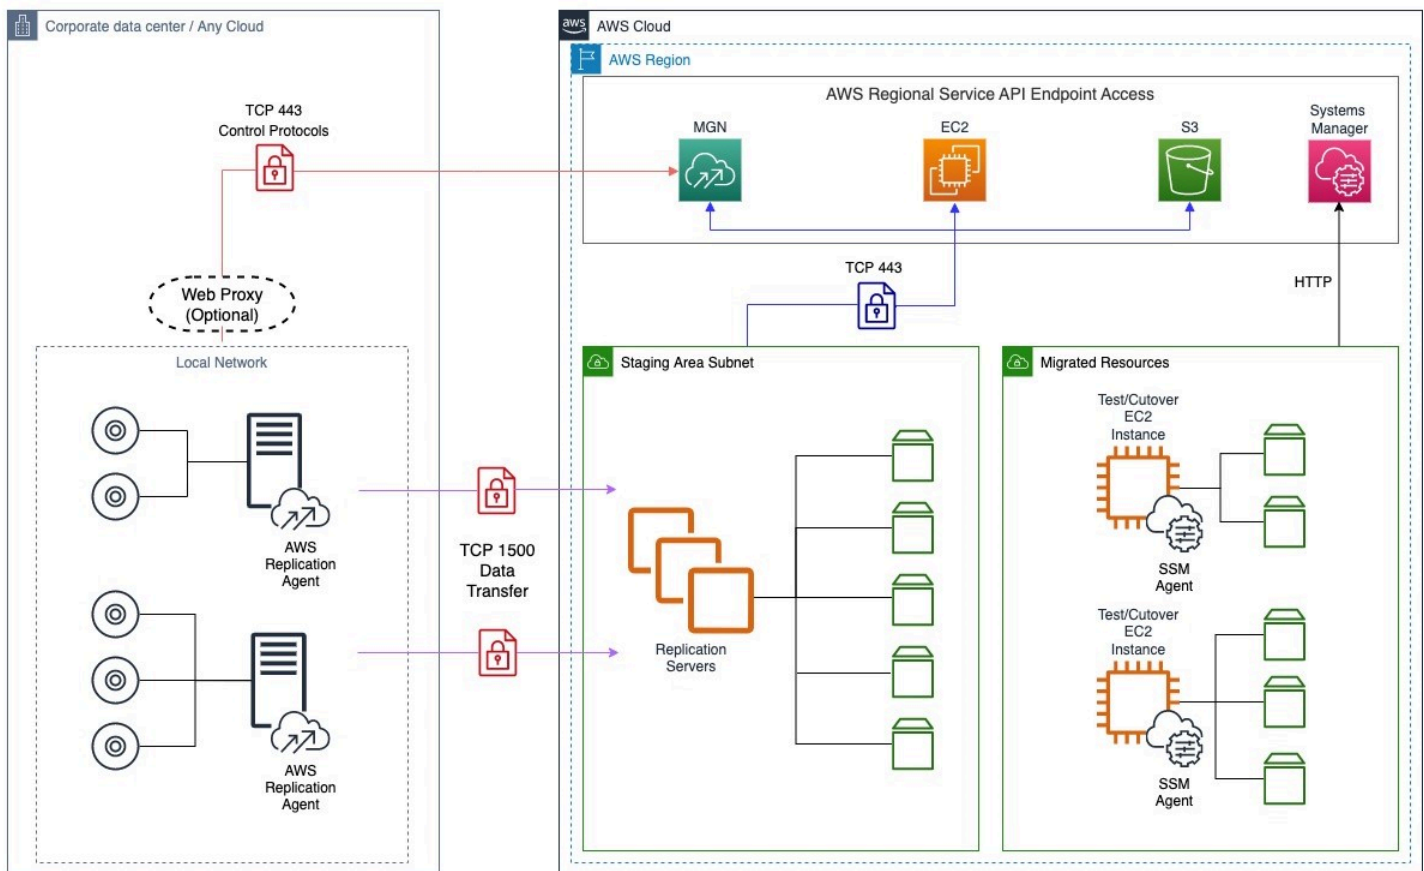 Corporate data center / Any Cloud
TCP 443
Control Protocols
Web Proxy
(Optional)
Local Network
AWS
Replication
Agent
AWS
Replication
Agent
TCP 1500
Data
Transfer
aws
AWS Cloud
AWS Region
AWS Regional Service API Endpoint Access
MGN
EC2
S3
Systems
Manager
TCP 443
HTTP
Staging Area Subnet
Replication
Servers
Migrated Resources
Test/Cutover
EC2
Instance
SSM
Agent
Test/Cutover
EC2
Instance
SSM
Agent